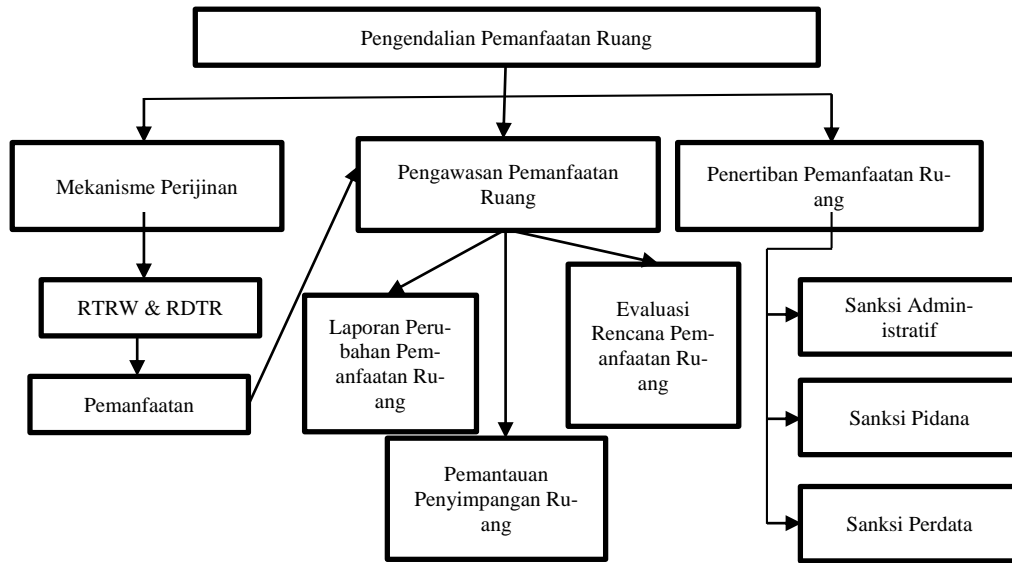 Pengendalian Pemanfaatan Ruang
Mekanisme Perijinan
Pengawasan Pemanfaatan
Ruang
Penertiban Pemanfaatan Ru-
ang
RTRW & RDTR
Pemanfaatan
Laporan Peru-
bahan Pem-
anfaatan Ru-
ang
Evaluasi
Rencana Pem-
anfaatan Ru-
ang
Pemantauan
Penyimpangan Ru-
ang
Sanksi Admin-
istratif
Sanksi Pidana
Sanksi Perdata